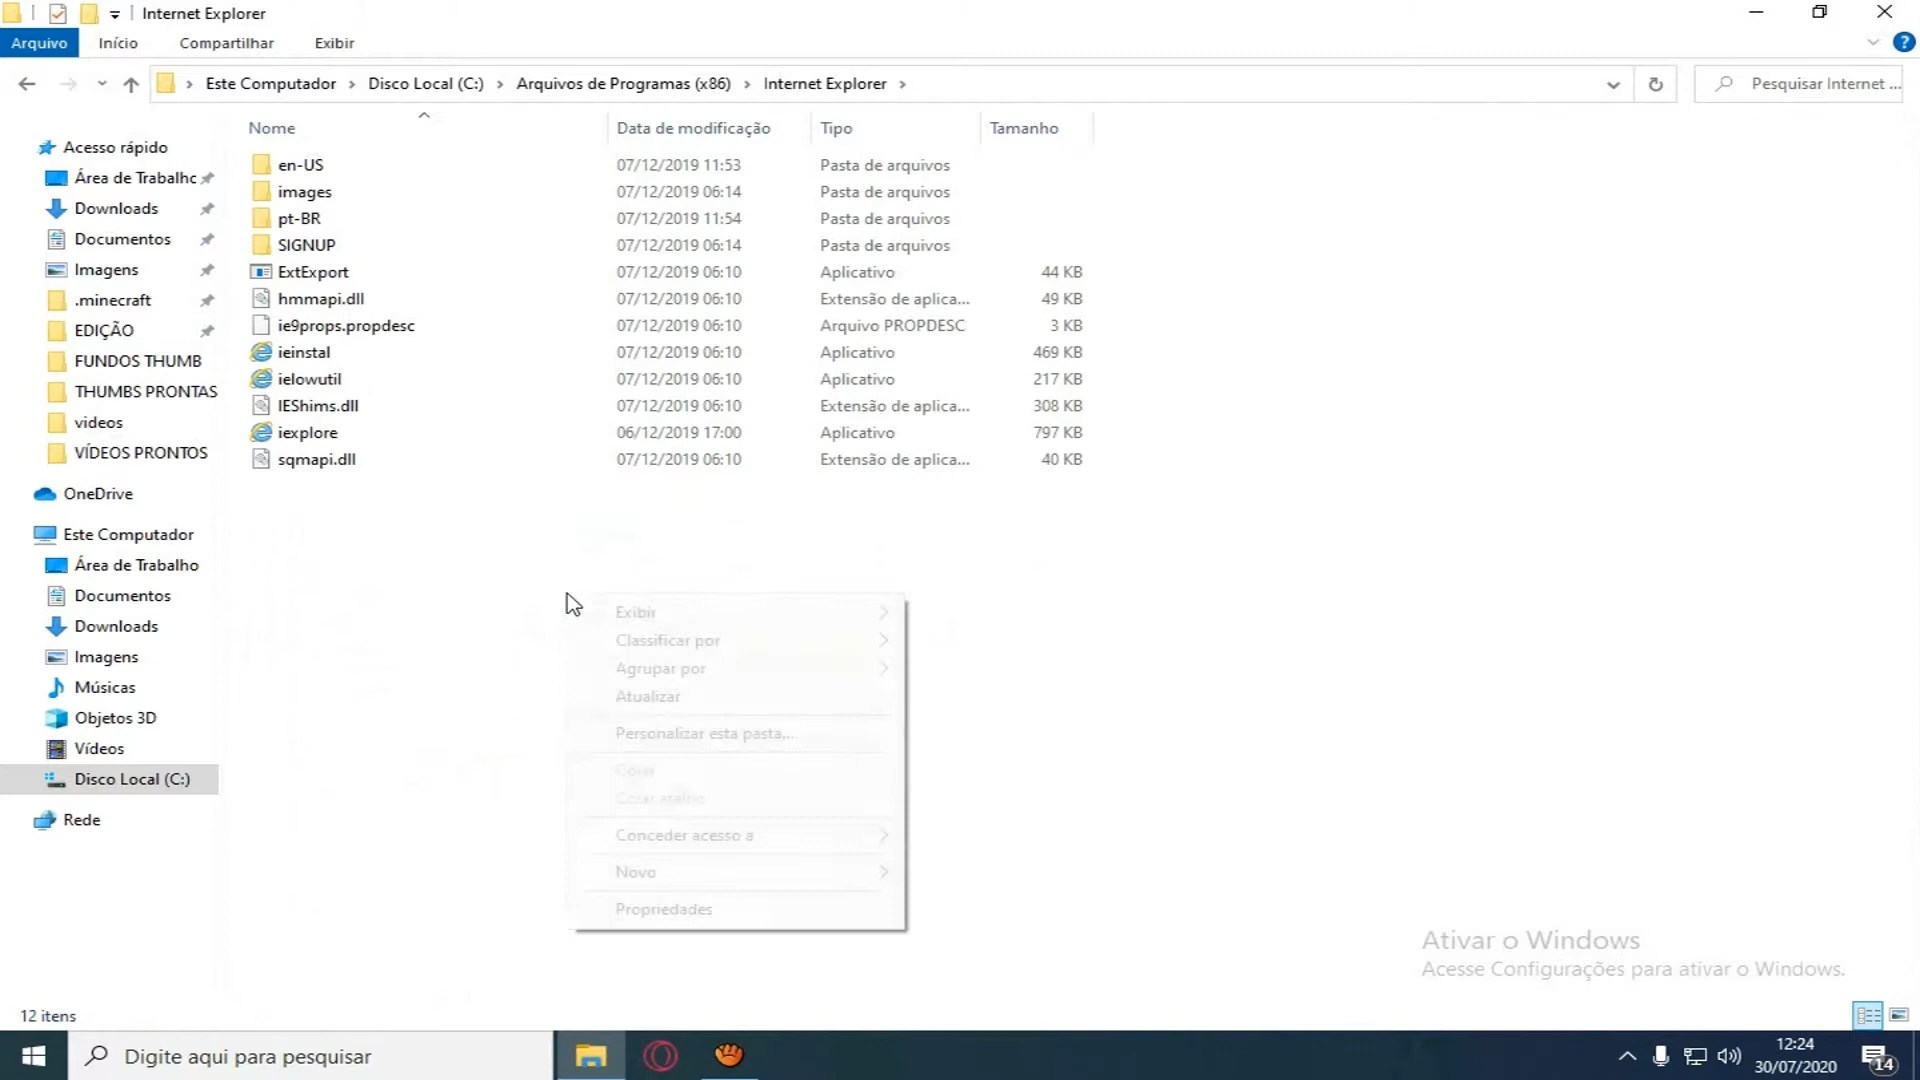 Internet Explorer
Arquivo Início Compartilhar Exibir
Este Computador > Disco Local (C:) > Arquivos de Programas (x86) > Internet Explorer >
Pesquisar Internet ...
Nome Data de modificação Tipo Tamanho
Acesso rápido
Área de Trabalhc
Downloads
Documentos
Imagens
.minecraft
EDIÇÃO
FUNDOS THUMB
THUMBS PRONTAS
videos
VÍDEOS PRONTOS
OneDrive
Este Computador
Área de Trabalho
Documentos
Downloads
Imagens
Músicas
Objetos 3D
Vídeos
Disco Local (C:)
Rede
en-US 07/12/2019 11:53 Pasta de arquivos
images 07/12/2019 06:14 Pasta de arquivos
pt-BR 07/12/2019 11:54 Pasta de arquivos
SIGNUP 07/12/2019 06:14 Pasta de arquivos
ExtExport 07/12/2019 06:10 Aplicativo 44 KB
hmmapi.dll 07/12/2019 06:10 Extensão de aplica... 49 KB
ie9props.propdesc 07/12/2019 06:10 Arquivo PROPDESC 3 KB
ieinstal 07/12/2019 06:10 Aplicativo 469 KB
ielowutil 07/12/2019 06:10 Aplicativo 217 KB
IEShims.dll 07/12/2019 06:10 Extensão de aplica... 308 KB
iexplore 06/12/2019 17:00 Aplicativo 797 KB
sqmapi.dll 07/12/2019 06:10 Extensão de aplica... 40 KB
Exibir
Classificar por
Agrupar por
Atualizar
Personalizar esta pasta...
Conceder acesso a
Novo
Propriedades
Ativar o Windows
Acesse Configurações para ativar o Windows.
12 itens
Digite aqui para pesquisar
12:24
30/07/2020
14